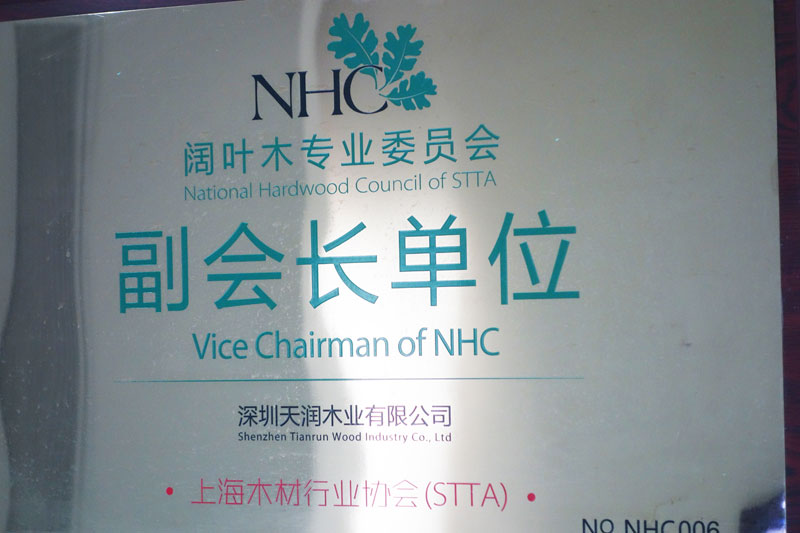 NHC
阔叶木专业委员会
National Hardwood Council of STTA
副会长单位
Vice Chairman of NHC
深圳天润木业有限公司
Shenzhen Tianrun Wood Industry Co., Ltd
• 上海木材行业协会(STTA) •
NO NHC006